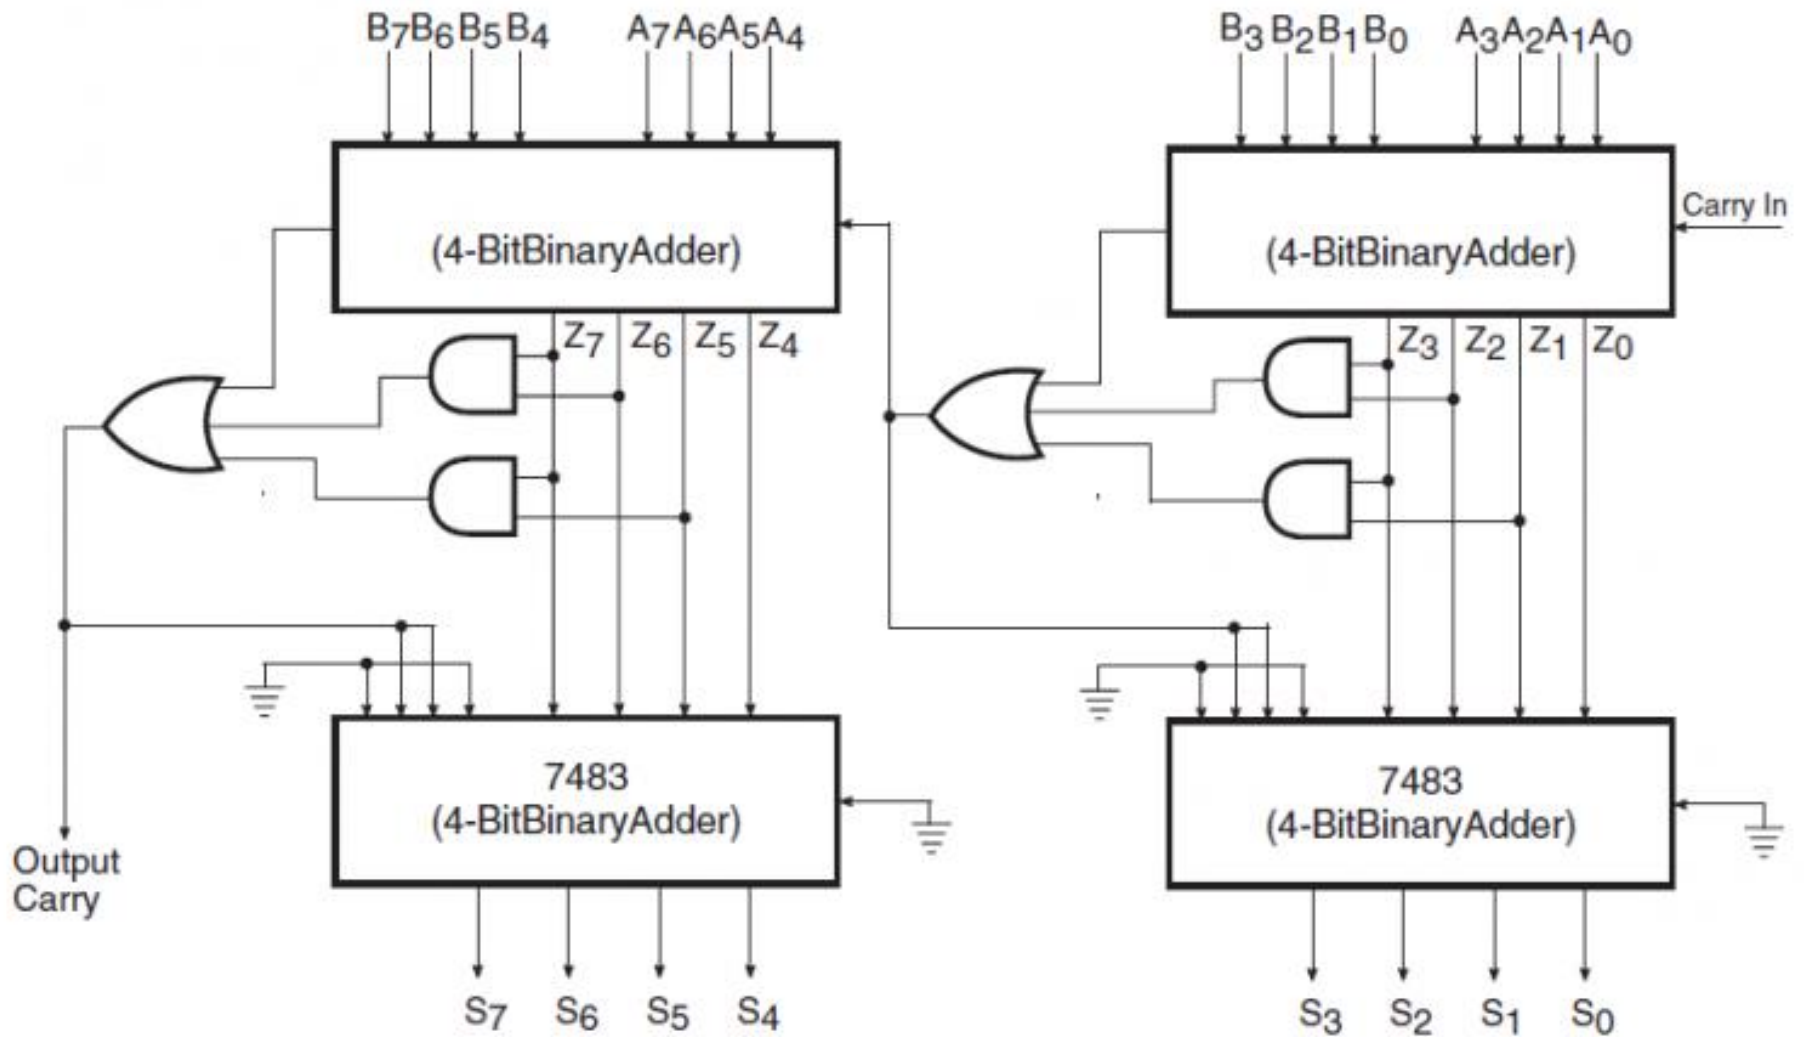 B7B6B5B4 A7A6A5A4 B3B2B1B0 A3A2A1A0
Carry In
(4-BitBinaryAdder) (4-BitBinaryAdder)
Z7 Z6 Z5 Z4 Z3 Z2 Z1 Z0
7483 7483
(4-BitBinaryAdder) (4-BitBinaryAdder)
Output
Carry
S7 S6 S5 S4 S3 S2 S1 S0